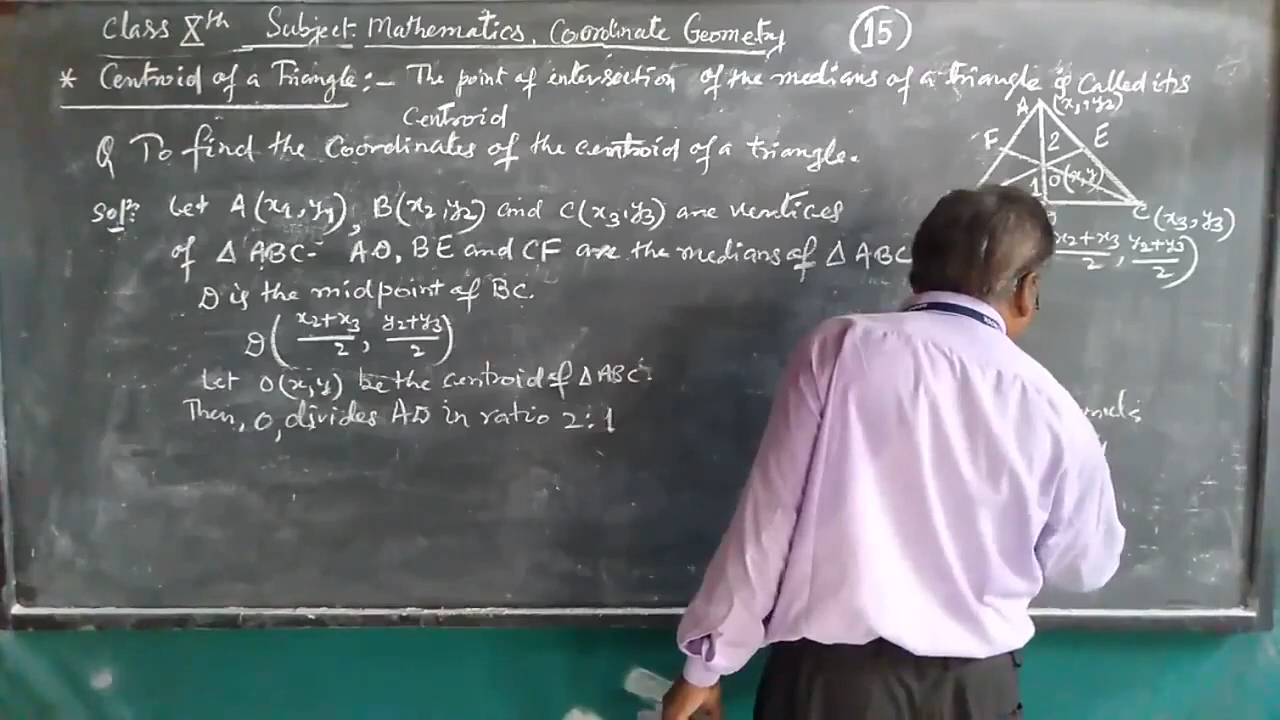 Class Xth Subject: Mathematics, Coordinate Geometry (15)
* Centroid of a Triangle:- The point of intersection of the medians of a triangle is Called its
Centroid
Q To find the Coordinates of the centroid of a triangle.
Solⁿ: Let A(x1,y1), B(x2,y2) and C(x3,y3) are vertices
of Δ ABC- AD, BE and CF are the medians of Δ ABC
D is the midpoint of BC.
D((x2+x3)/2, (y2+y3)/2)
Let O(x,y) be the centroid of ΔABC.
Then, O, divides AD in ratio 2:1
A (x1,y2)
F 2 E
1 O(x,y)
C (x3,y3)
(x2+x3)/2, (y2+y3)/2)